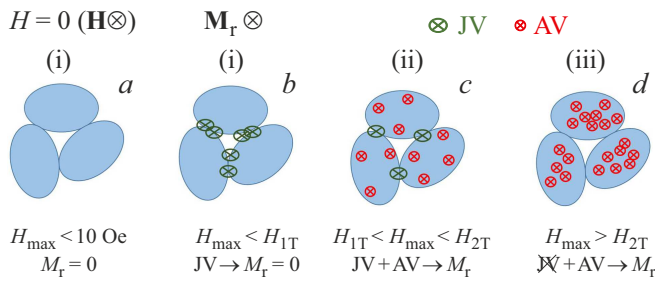 H = 0 (H⊗) M_r ⊗ ⊗ JV ⊗ AV
(i) (i) (ii) (iii)
a b c d
H_max < 10 Oe H_max < H_1T H_1T < H_max < H_2T H_max > H_2T
M_r = 0 JV → M_r = 0 JV + AV → M_r JV + AV → M_r